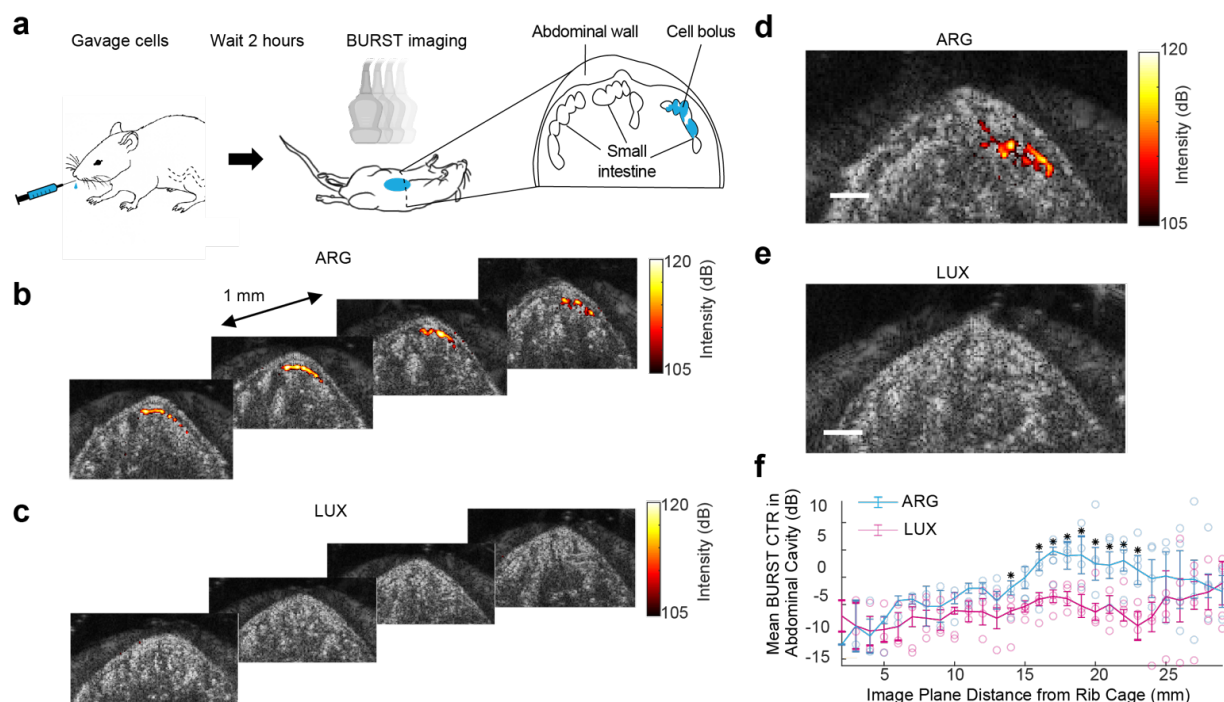 a
Gavage cells
Wait 2 hours
BURST imaging
Abdominal wall
Cell bolus
Small
intestine
b
ARG
1 mm
120
105
Intensity (dB)
c
LUX
120
105
Intensity (dB)
d
ARG
120
105
Intensity (dB)
e
LUX
f
ARG
LUX
Mean BURST CTR in
Abdominal Cavity (dB)
10
5
0
-5
-10
-15
5
10
15
20
25
* * * * * * * * *
Image Plane Distance from Rib Cage (mm)